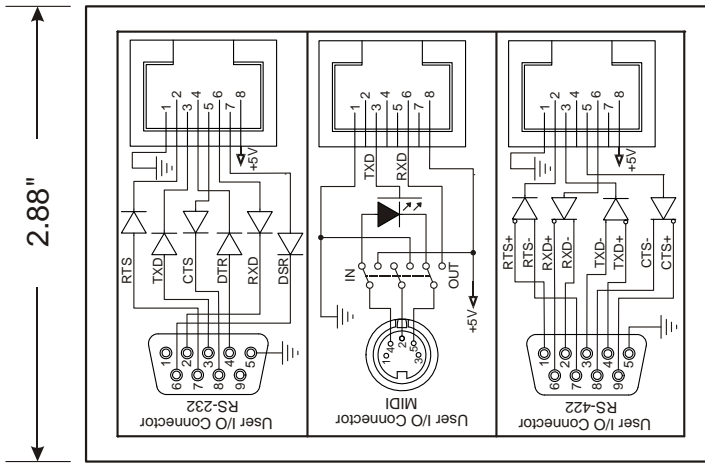 2.88"
1
2
3
4
5
6
7
8
+5V
RTS
TXD
CTS
DTR
RXD
DSR
1
2
3
4
5
6
7
8
9
RS-232
User I/O Connector
1
2
3
4
5
6
7
8
TXD
RXD
IN
OUT
+5V
1
4
2
5
3
MIDI
User I/O Connector
1
2
3
4
5
6
7
8
+5V
RTS+
RTS-
RXD+
RXD-
TXD-
TXD+
CTS-
CTS+
1
2
3
4
5
6
7
8
9
RS-422
User I/O Connector